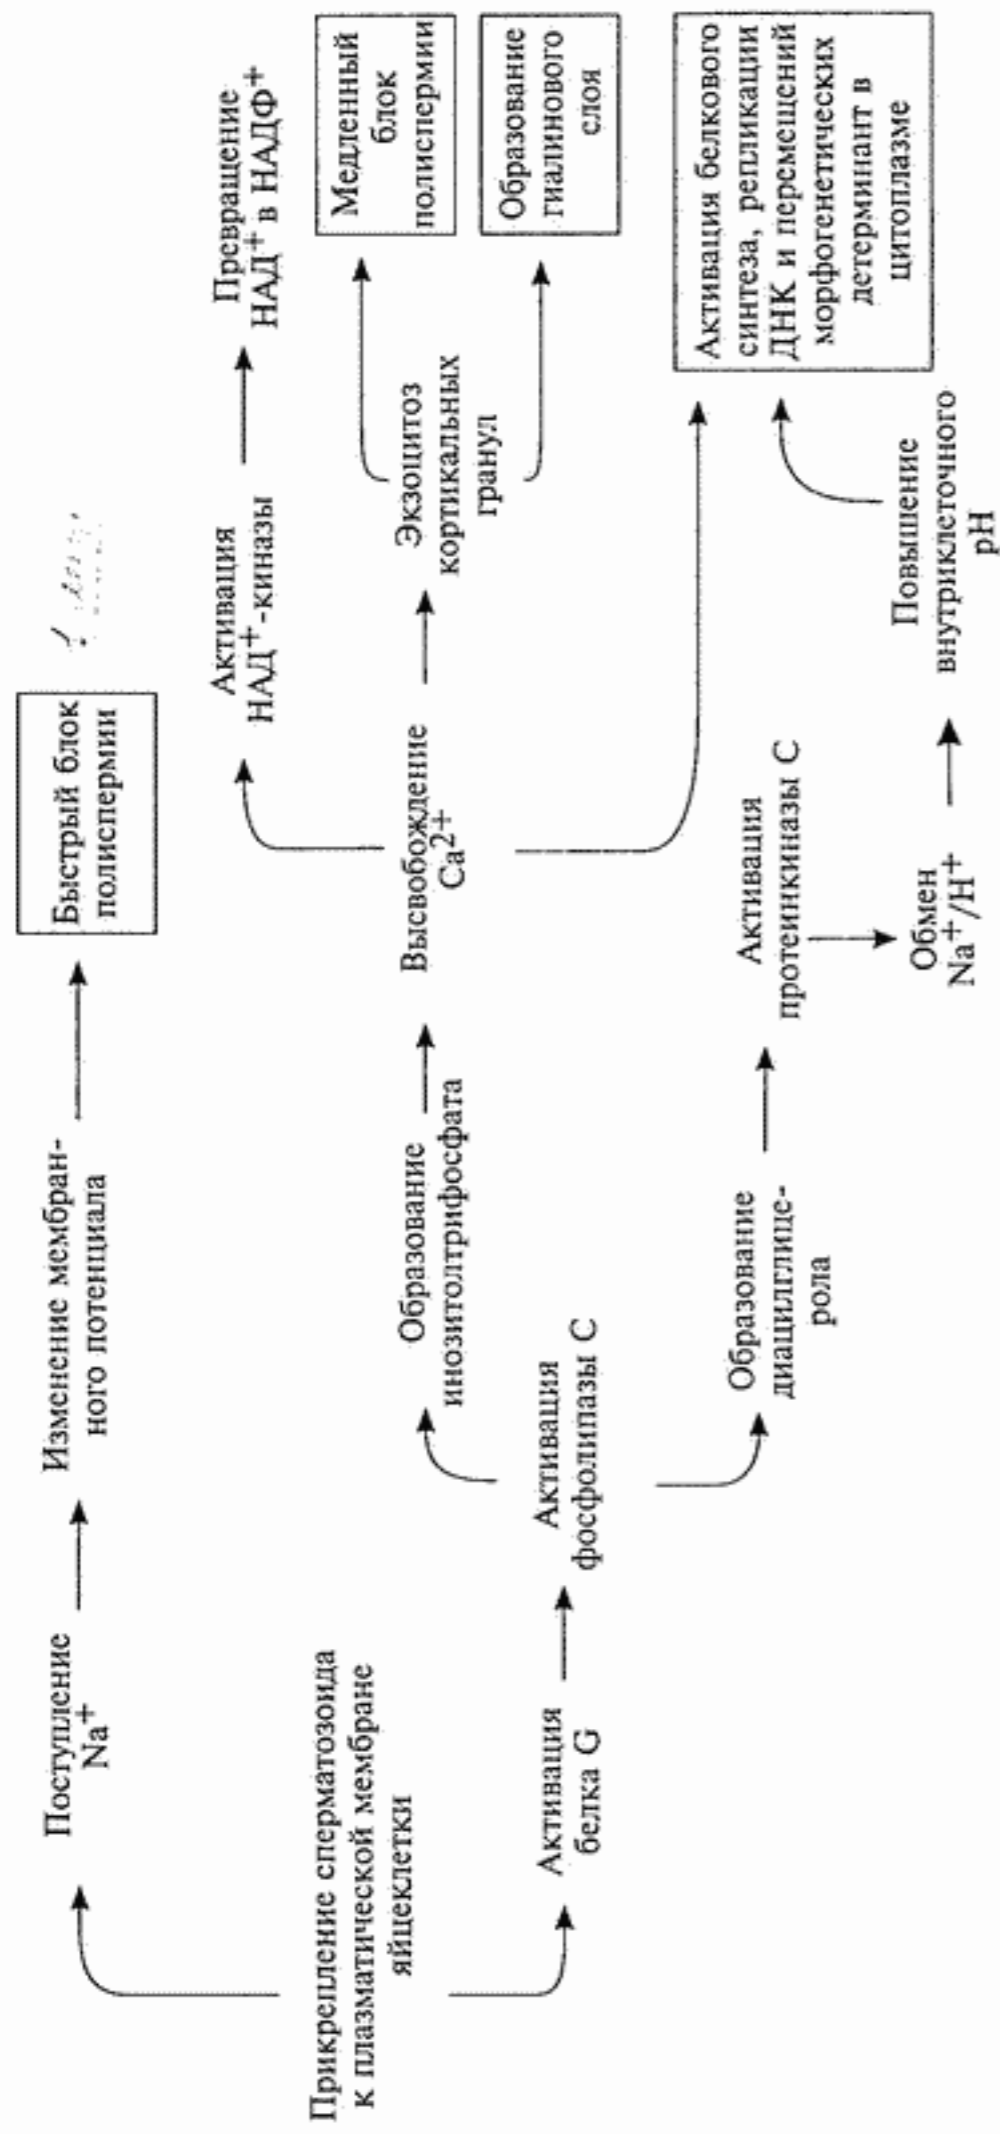 Поступление
Na⁺
Изменение мембран-
ного потенциала
Быстрый блок
полиспермии
Прикрепление сперматозоида
к плазматической мембране
яйцеклетки
Активация
белка G
Активация
фосфолипазы C
Образование
инозитолтрифосфата
Высвобождение
Ca²⁺
Активация
НАД⁺-киназы
Превращение
НАД⁺ в НАДФ⁺
Экзоцитоз
кортикальных
гранул
Медленный
блок
полиспермии
Образование
гиалинового
слоя
Образование
диацилглице-
рола
Активация
протеинкиназы C
Обмен
Na⁺/H⁺
Повышение
внутриклеточного
pH
Активация белкового
синтеза, репликации
ДНК и перемещений
морфогенетических
детерминант в
цитоплазме